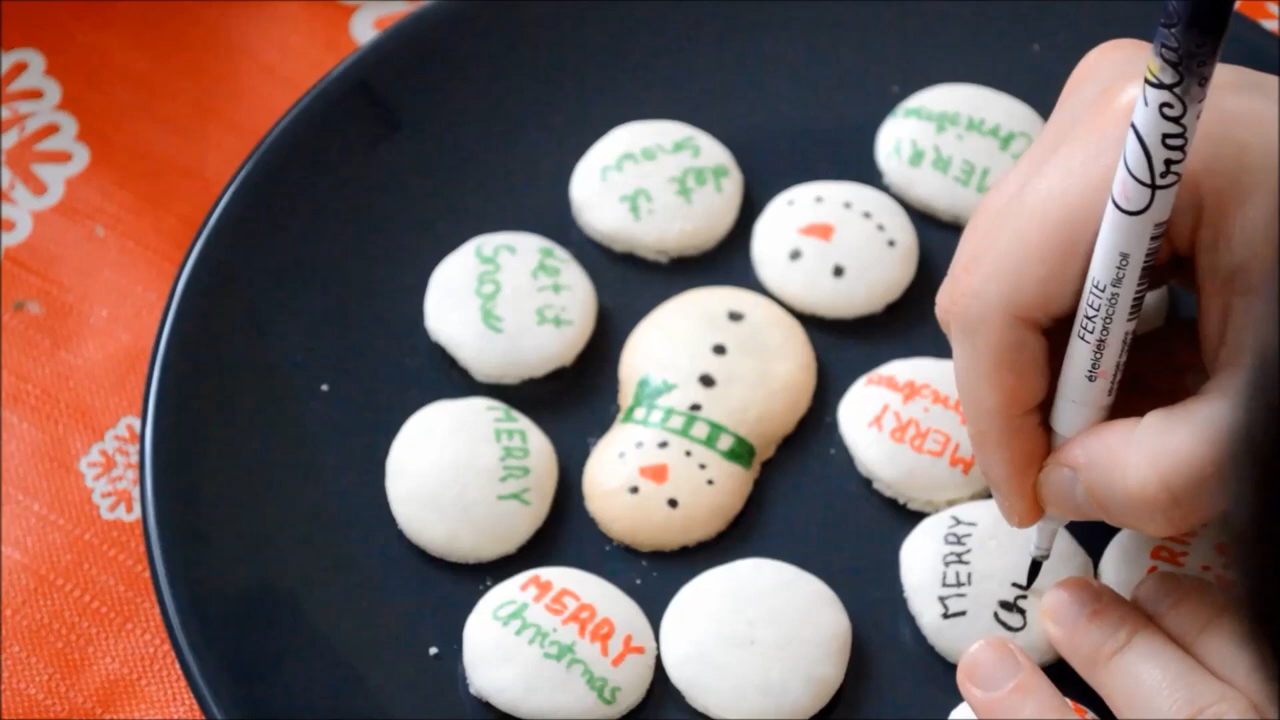 Let it
Snow
MERRY
Christmas
Let it
Snow
MERRY
MERRY
Christmas
MERRY
Christmas
MERRY
Ch
FEKETE
ételdekorációs filctoll